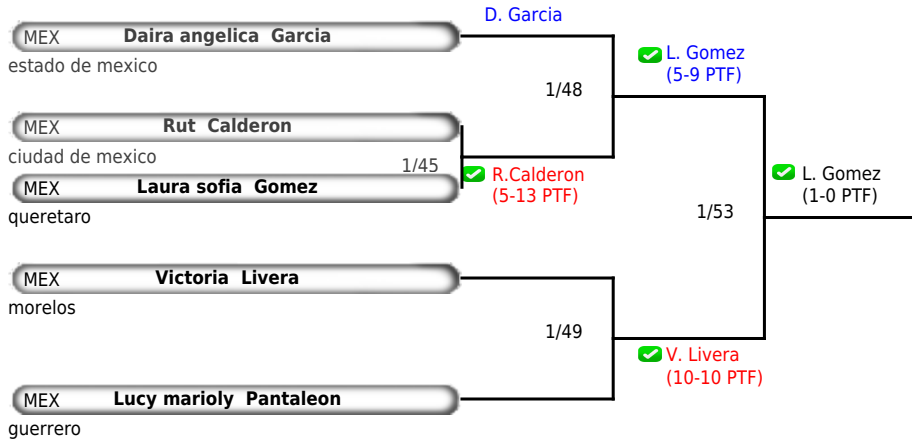 D. Garcia
MEX Daira angelica Garcia
estado de mexico
L. Gomez
(5-9 PTF)
1/48
MEX Rut Calderon
ciudad de mexico
1/45
R.Calderon
(5-13 PTF)
MEX Laura sofia Gomez
queretaro
L. Gomez
(1-0 PTF)
1/53
MEX Victoria Livera
morelos
1/49
V. Livera
(10-10 PTF)
MEX Lucy marioly Pantaleon
guerrero